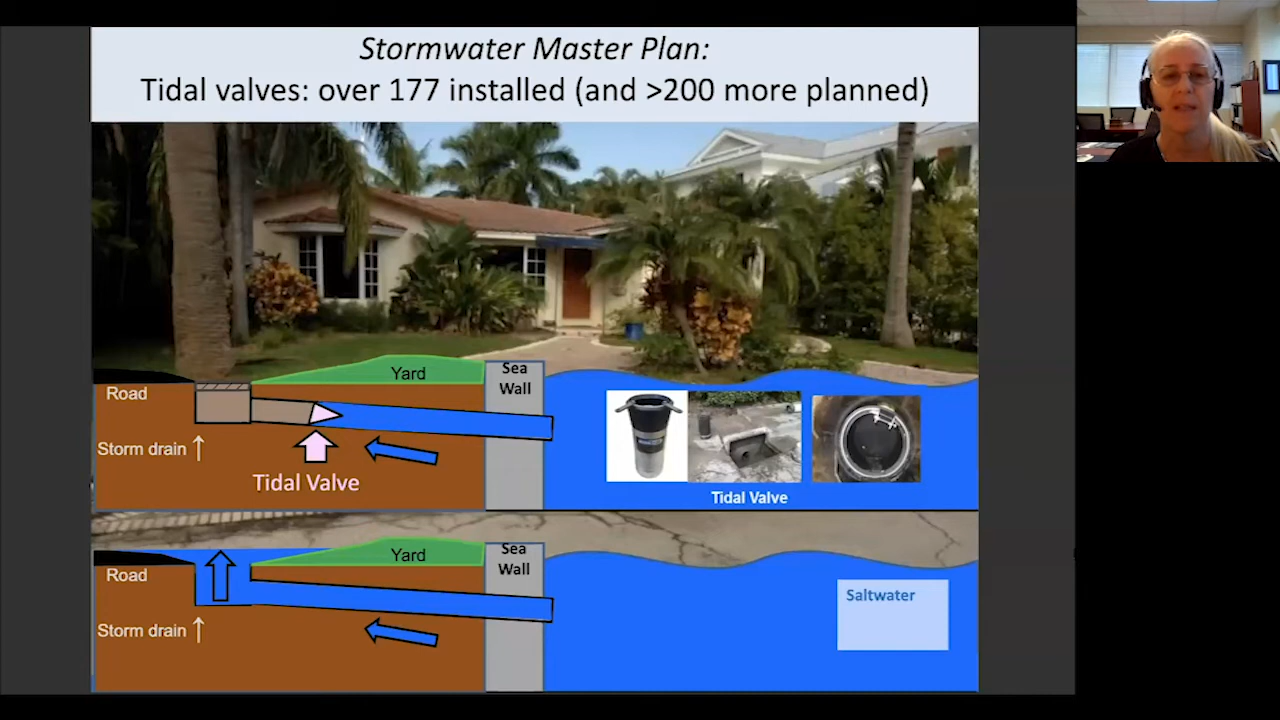 Stormwater Master Plan:
Tidal valves: over 177 installed (and >200 more planned)
Road
Yard
Sea
Wall
Storm drain
Tidal Valve
Tidal Valve
Road
Yard
Sea
Wall
Storm drain
Saltwater